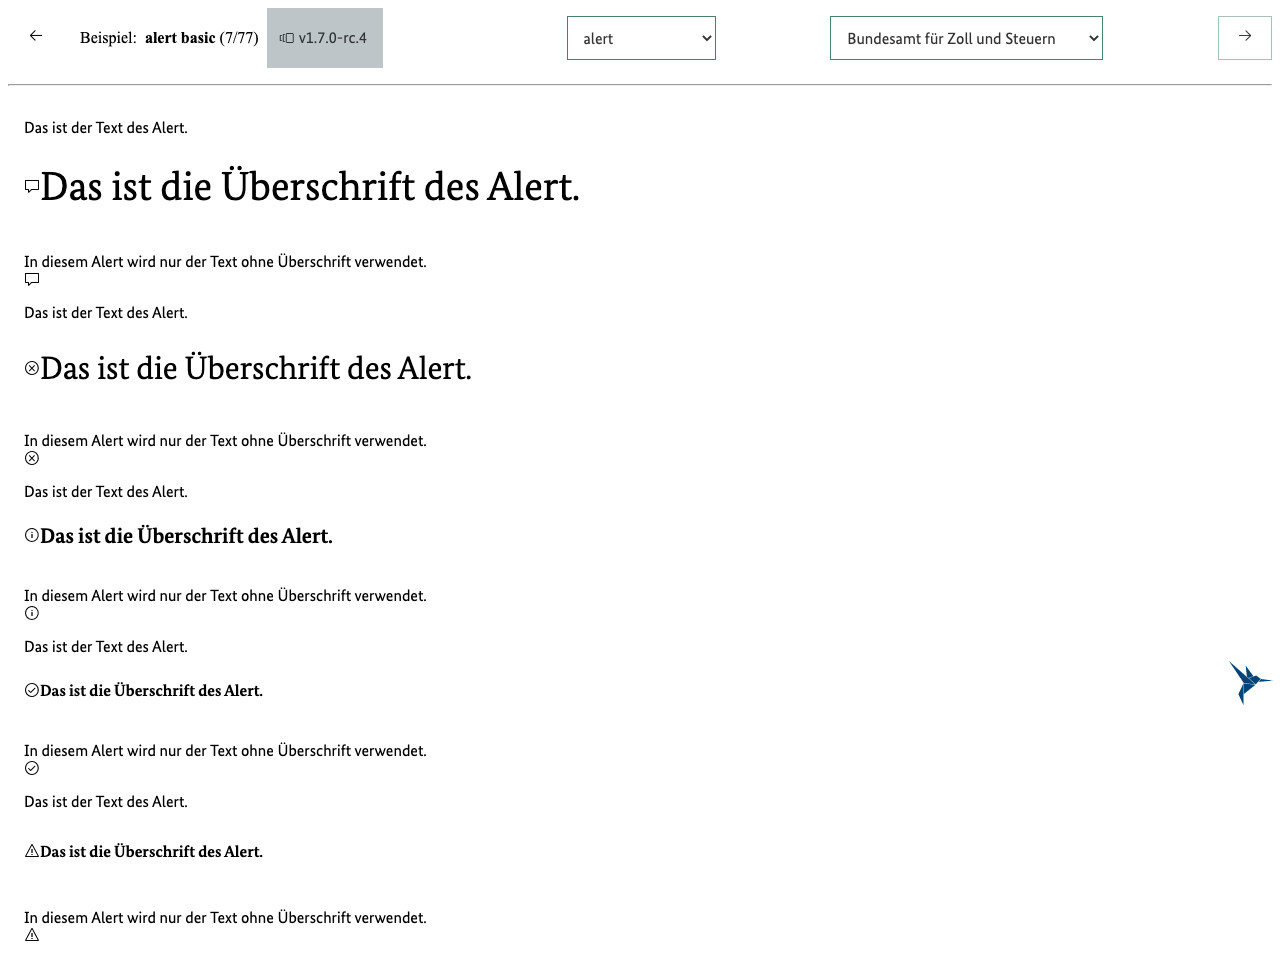 Beispiel: alert basic (7/77) v1.7.0-rc.4 alert Bundesamt für Zoll und Steuern
Das ist der Text des Alert.
Das ist die Überschrift des Alert.
In diesem Alert wird nur der Text ohne Überschrift verwendet.
Das ist der Text des Alert.
Das ist die Überschrift des Alert.
In diesem Alert wird nur der Text ohne Überschrift verwendet.
Das ist der Text des Alert.
Das ist die Überschrift des Alert.
In diesem Alert wird nur der Text ohne Überschrift verwendet.
Das ist der Text des Alert.
Das ist die Überschrift des Alert.
In diesem Alert wird nur der Text ohne Überschrift verwendet.
Das ist der Text des Alert.
Das ist die Überschrift des Alert.
In diesem Alert wird nur der Text ohne Überschrift verwendet.